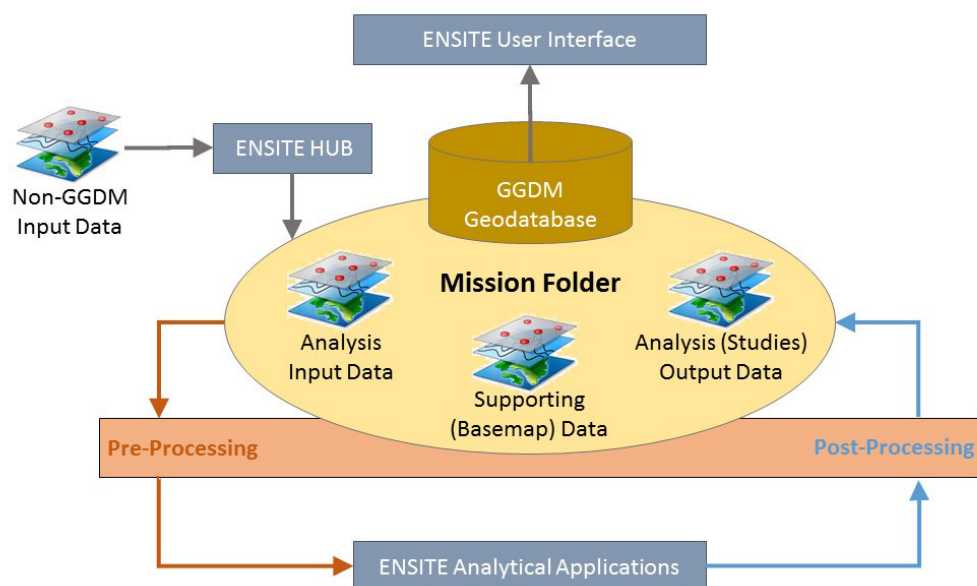 ENSITE User Interface
ENSITE HUB
Non-GGDM
Input Data
GGDM
Geodatabase
Mission Folder
Analysis
Input Data
Supporting
(Basemap) Data
Analysis (Studies)
Output Data
Pre-Processing
Post-Processing
ENSITE Analytical Applications